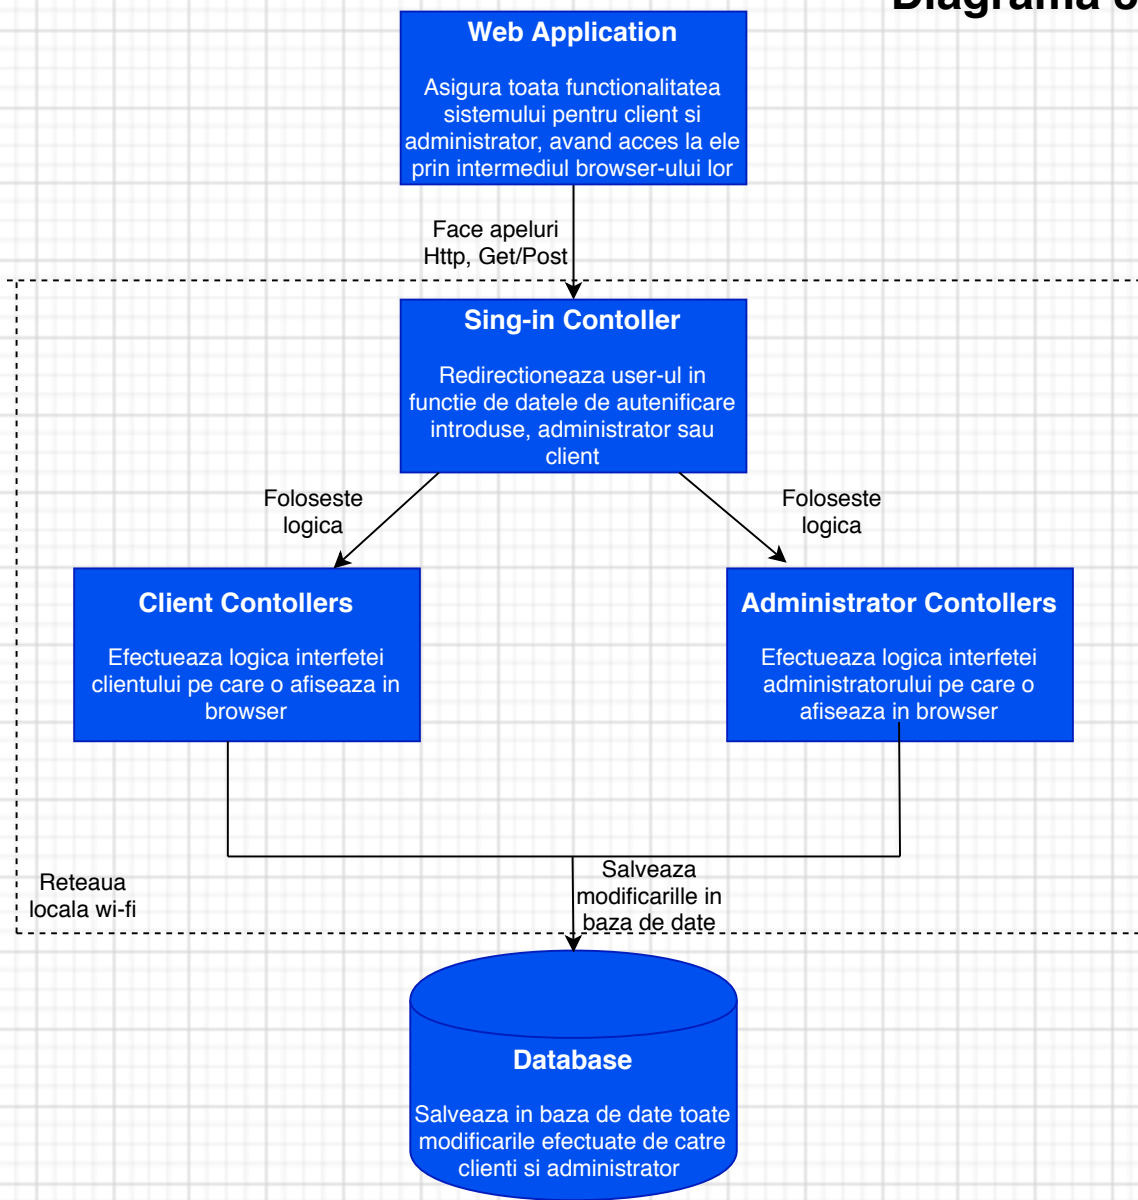 Diagrama
Web Application
Asigura toata functionalitatea
sistemului pentru client si
administrator, avand acces la ele
prin intermediul browser-ului lor
Face apeluri
Http, Get/Post
Sing-in Contoller
Redirectioneaza user-ul in
functie de datele de autenificare
introduse, administrator sau
client
Foloseste
logica
Foloseste
logica
Client Contollers
Efectueaza logica interfetei
clientului pe care o afiseaza in
browser
Administrator Contollers
Efectueaza logica interfetei
administratorului pe care o
afiseaza in browser
Reteaua
locala wi-fi
Salveaza
modificarille in
baza de date
Database
Salveaza in baza de date toate
modificarile efectuate de catre
clienti si administrator